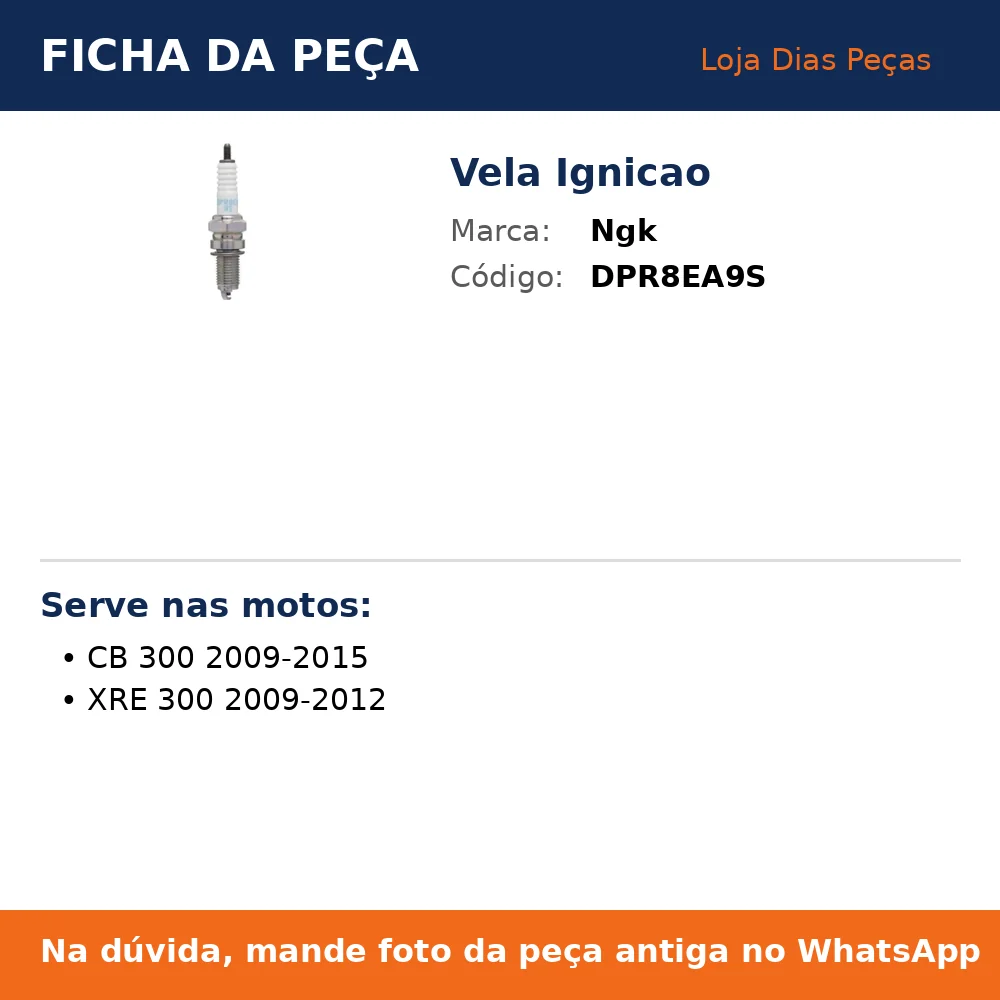 FICHA DA PEÇA
Loja Dias Peças
Vela Ignicao
Marca: Ngk
Código: DPR8EA9S
Serve nas motos:
• CB 300 2009-2015
• XRE 300 2009-2012
Na dúvida, mande foto da peça antiga no WhatsApp